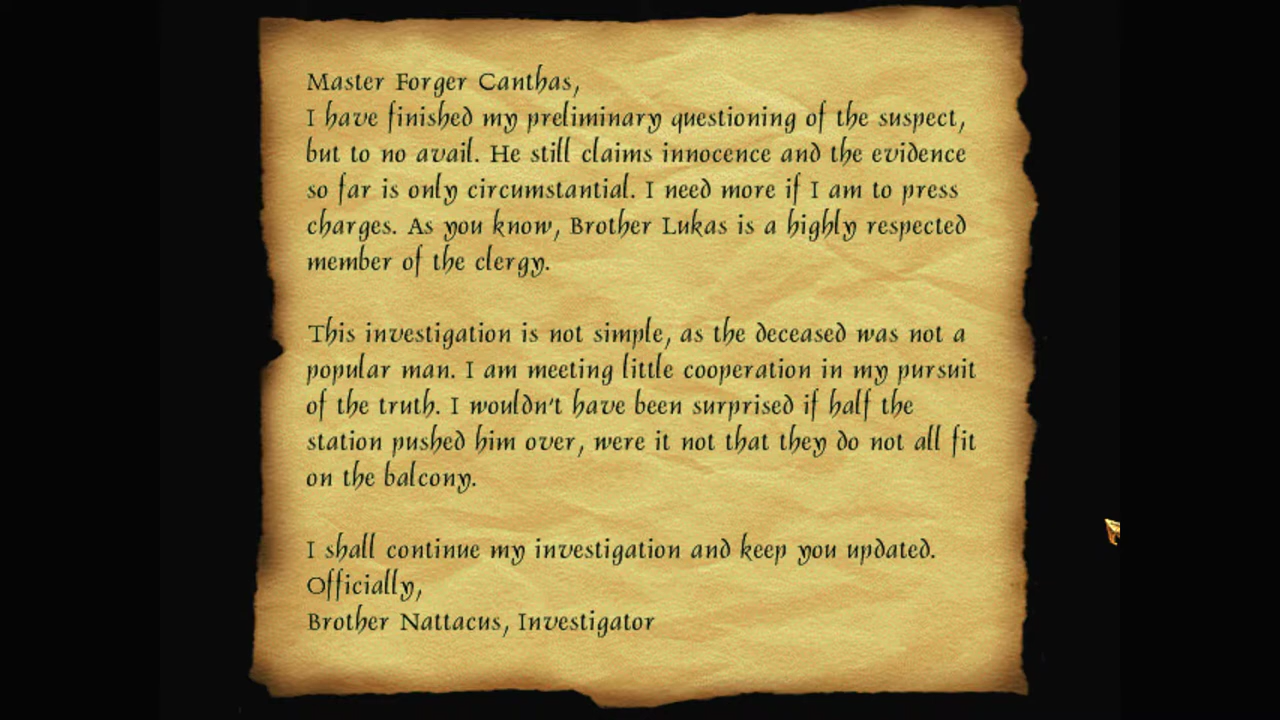 Master Forger Canthas,
I have finished my preliminary questioning of the suspect,
but to no avail. He still claims innocence and the evidence
so far is only circumstantial. I need more if I am to press
charges. As you know, Brother Lukas is a highly respected
member of the clergy.
This investigation is not simple, as the deceased was not a
popular man. I am meeting little cooperation in my pursuit
of the truth. I wouldn't have been surprised if half the
station pushed him over, were it not that they do not all fit
on the balcony.
I shall continue my investigation and keep you updated.
Officially,
Brother Nattacus, Investigator